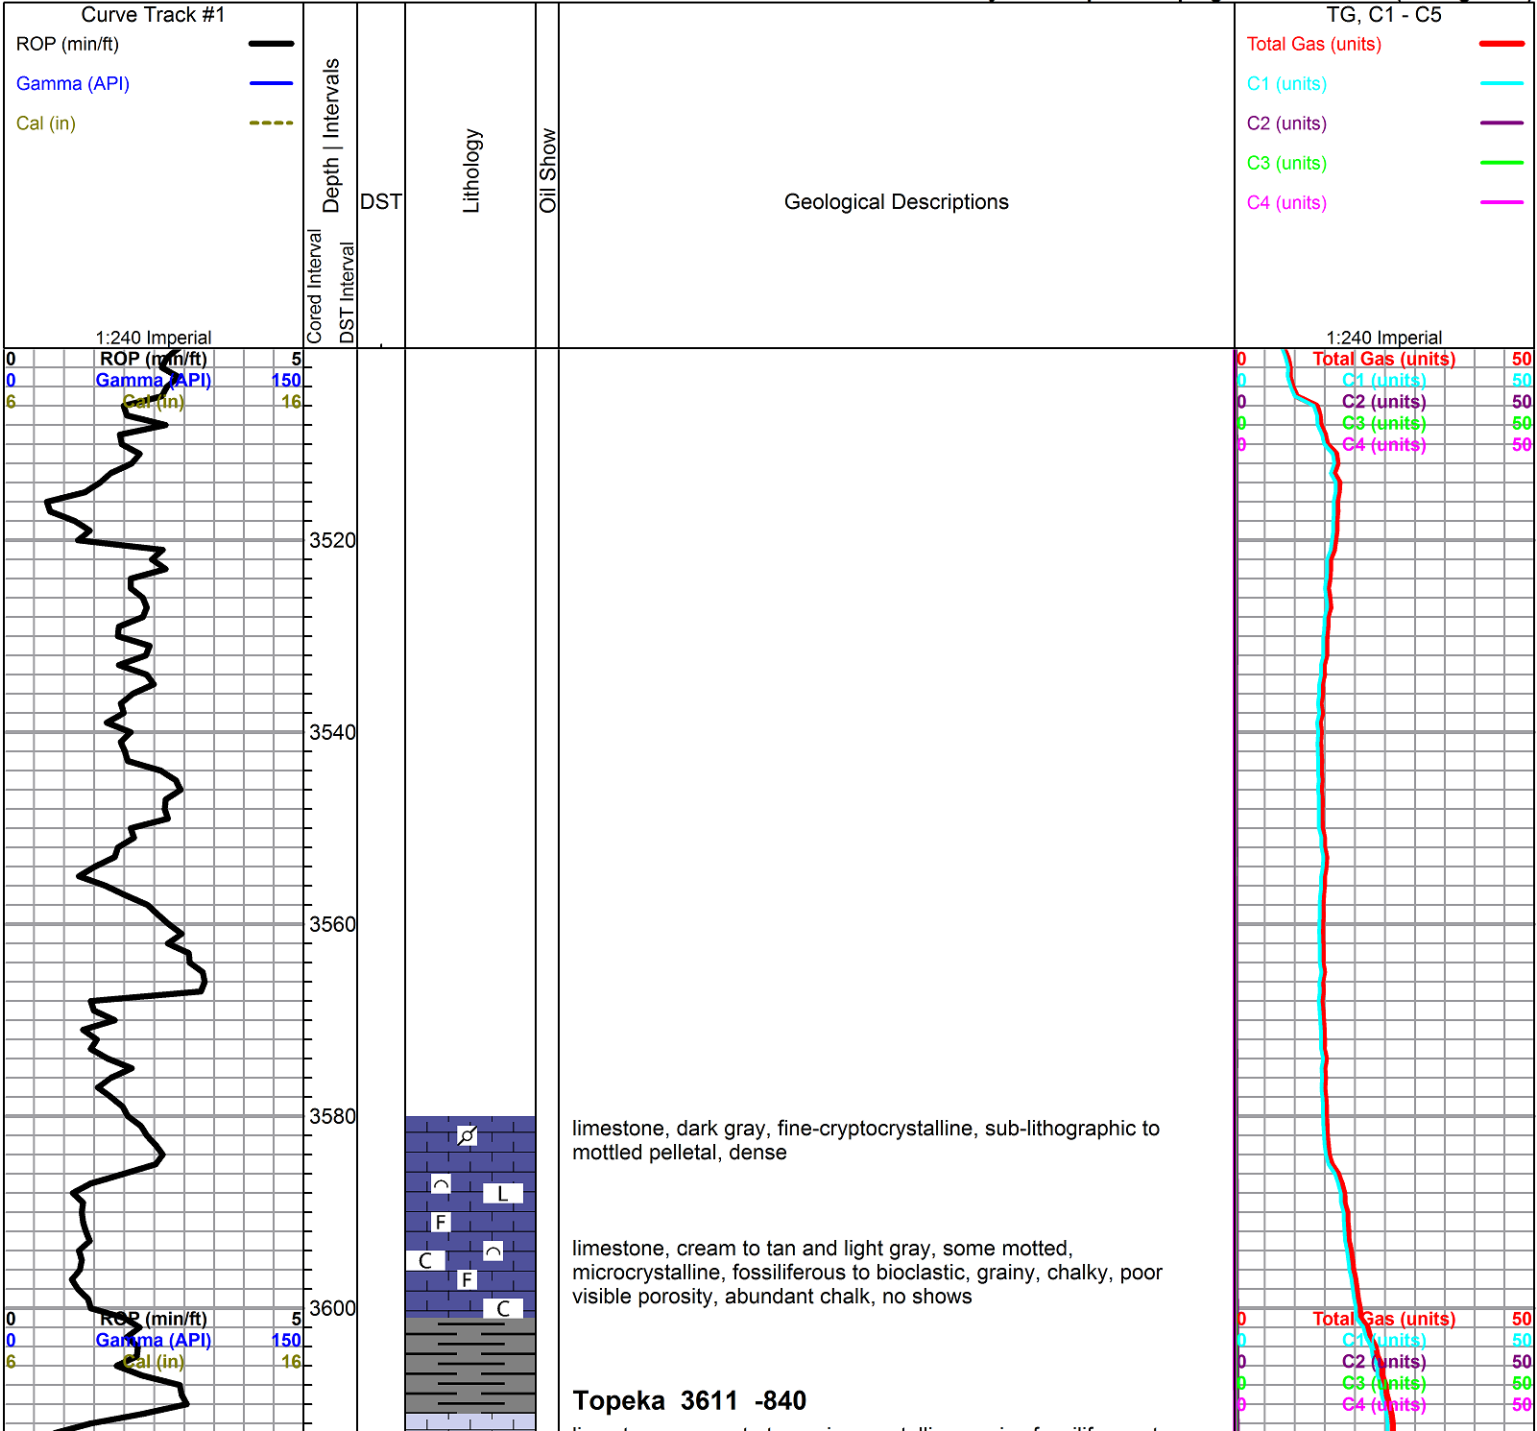 Curve Track #1
ROP (min/ft)
Gamma (API)
Cal (in)
1:240 Imperial
Depth | Intervals
Cored Interval
DST Interval
DST
Lithology
Oil Show
Geological Descriptions
TG, C1 - C5
Total Gas (units)
C1 (units)
C2 (units)
C3 (units)
C4 (units)
1:240 Imperial
0 ROP (min/ft) 5
0 Gamma (API) 150
6 Cal (in) 16
0 Total Gas (units) 50
0 C1 (units) 50
0 C2 (units) 50
0 C3 (units) 50
0 C4 (units) 50
3520
3540
3560
3580
limestone, dark gray, fine-cryptocrystalline, sub-lithographic to
mottled pelletal, dense
L
F
limestone, cream to tan and light gray, some motted,
microcrystalline, fossiliferous to bioclastic, grainy, chalky, poor
visible porosity, abundant chalk, no shows
C
F
C
3600
0 ROP (min/ft) 5
0 Gamma (API) 150
6 Cal (in) 16
0 Total Gas (units) 50
0 C1 (units) 50
0 C2 (units) 50
0 C3 (units) 50
0 C4 (units) 50
Topeka 3611 -840